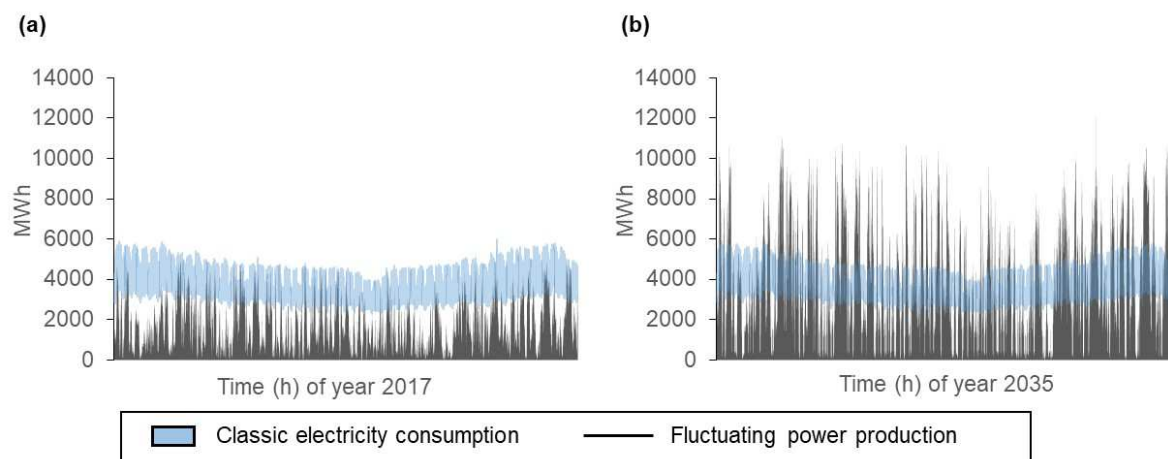 (a)
14000
12000
10000
8000
6000
4000
2000
0
MWh
Time (h) of year 2017
(b)
14000
12000
10000
8000
6000
4000
2000
0
MWh
Time (h) of year 2035
Classic electricity consumption
Fluctuating power production